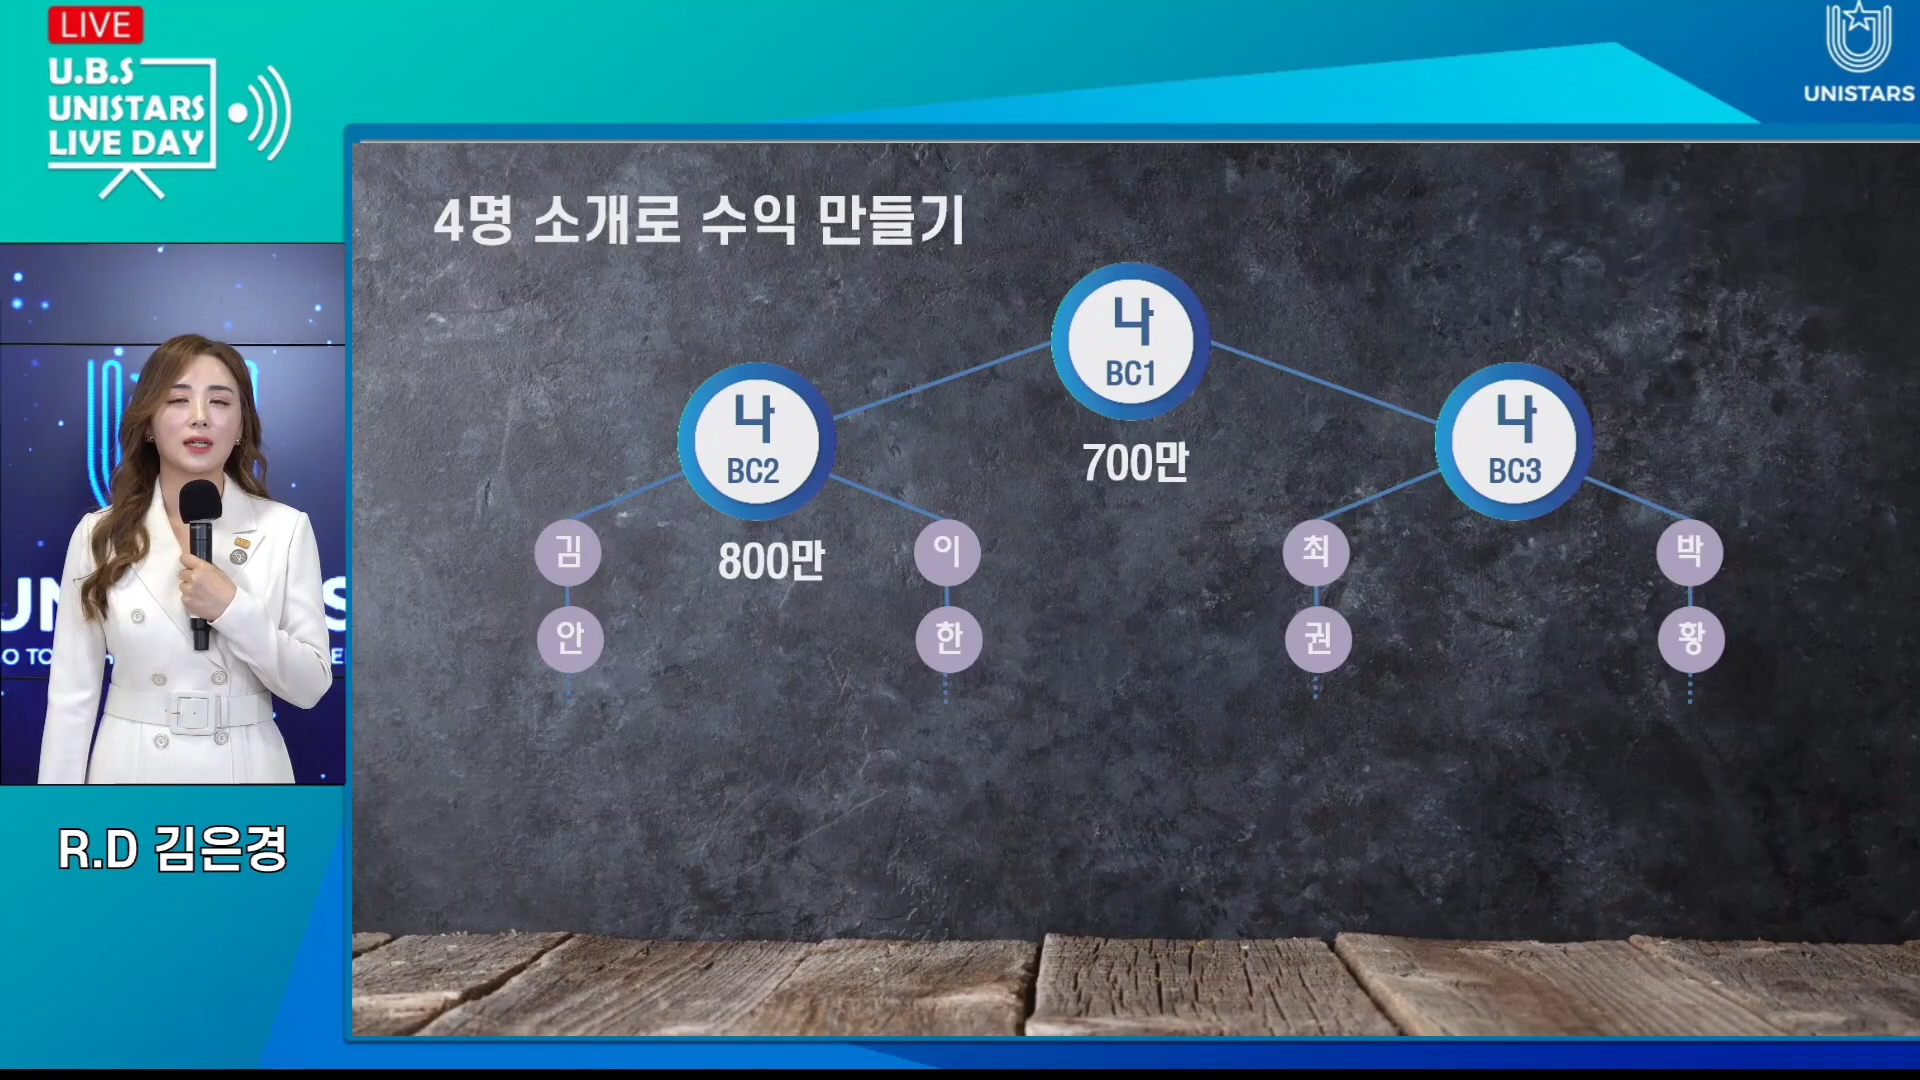 LIVE
U.B.S
UNISTARS
LIVE DAY
UNISTARS
4명 소개로 수익 만들기
나
BC1
700만
나
BC2
800만
나
BC3
김
이
최
박
안
한
권
황
R.D 김은경